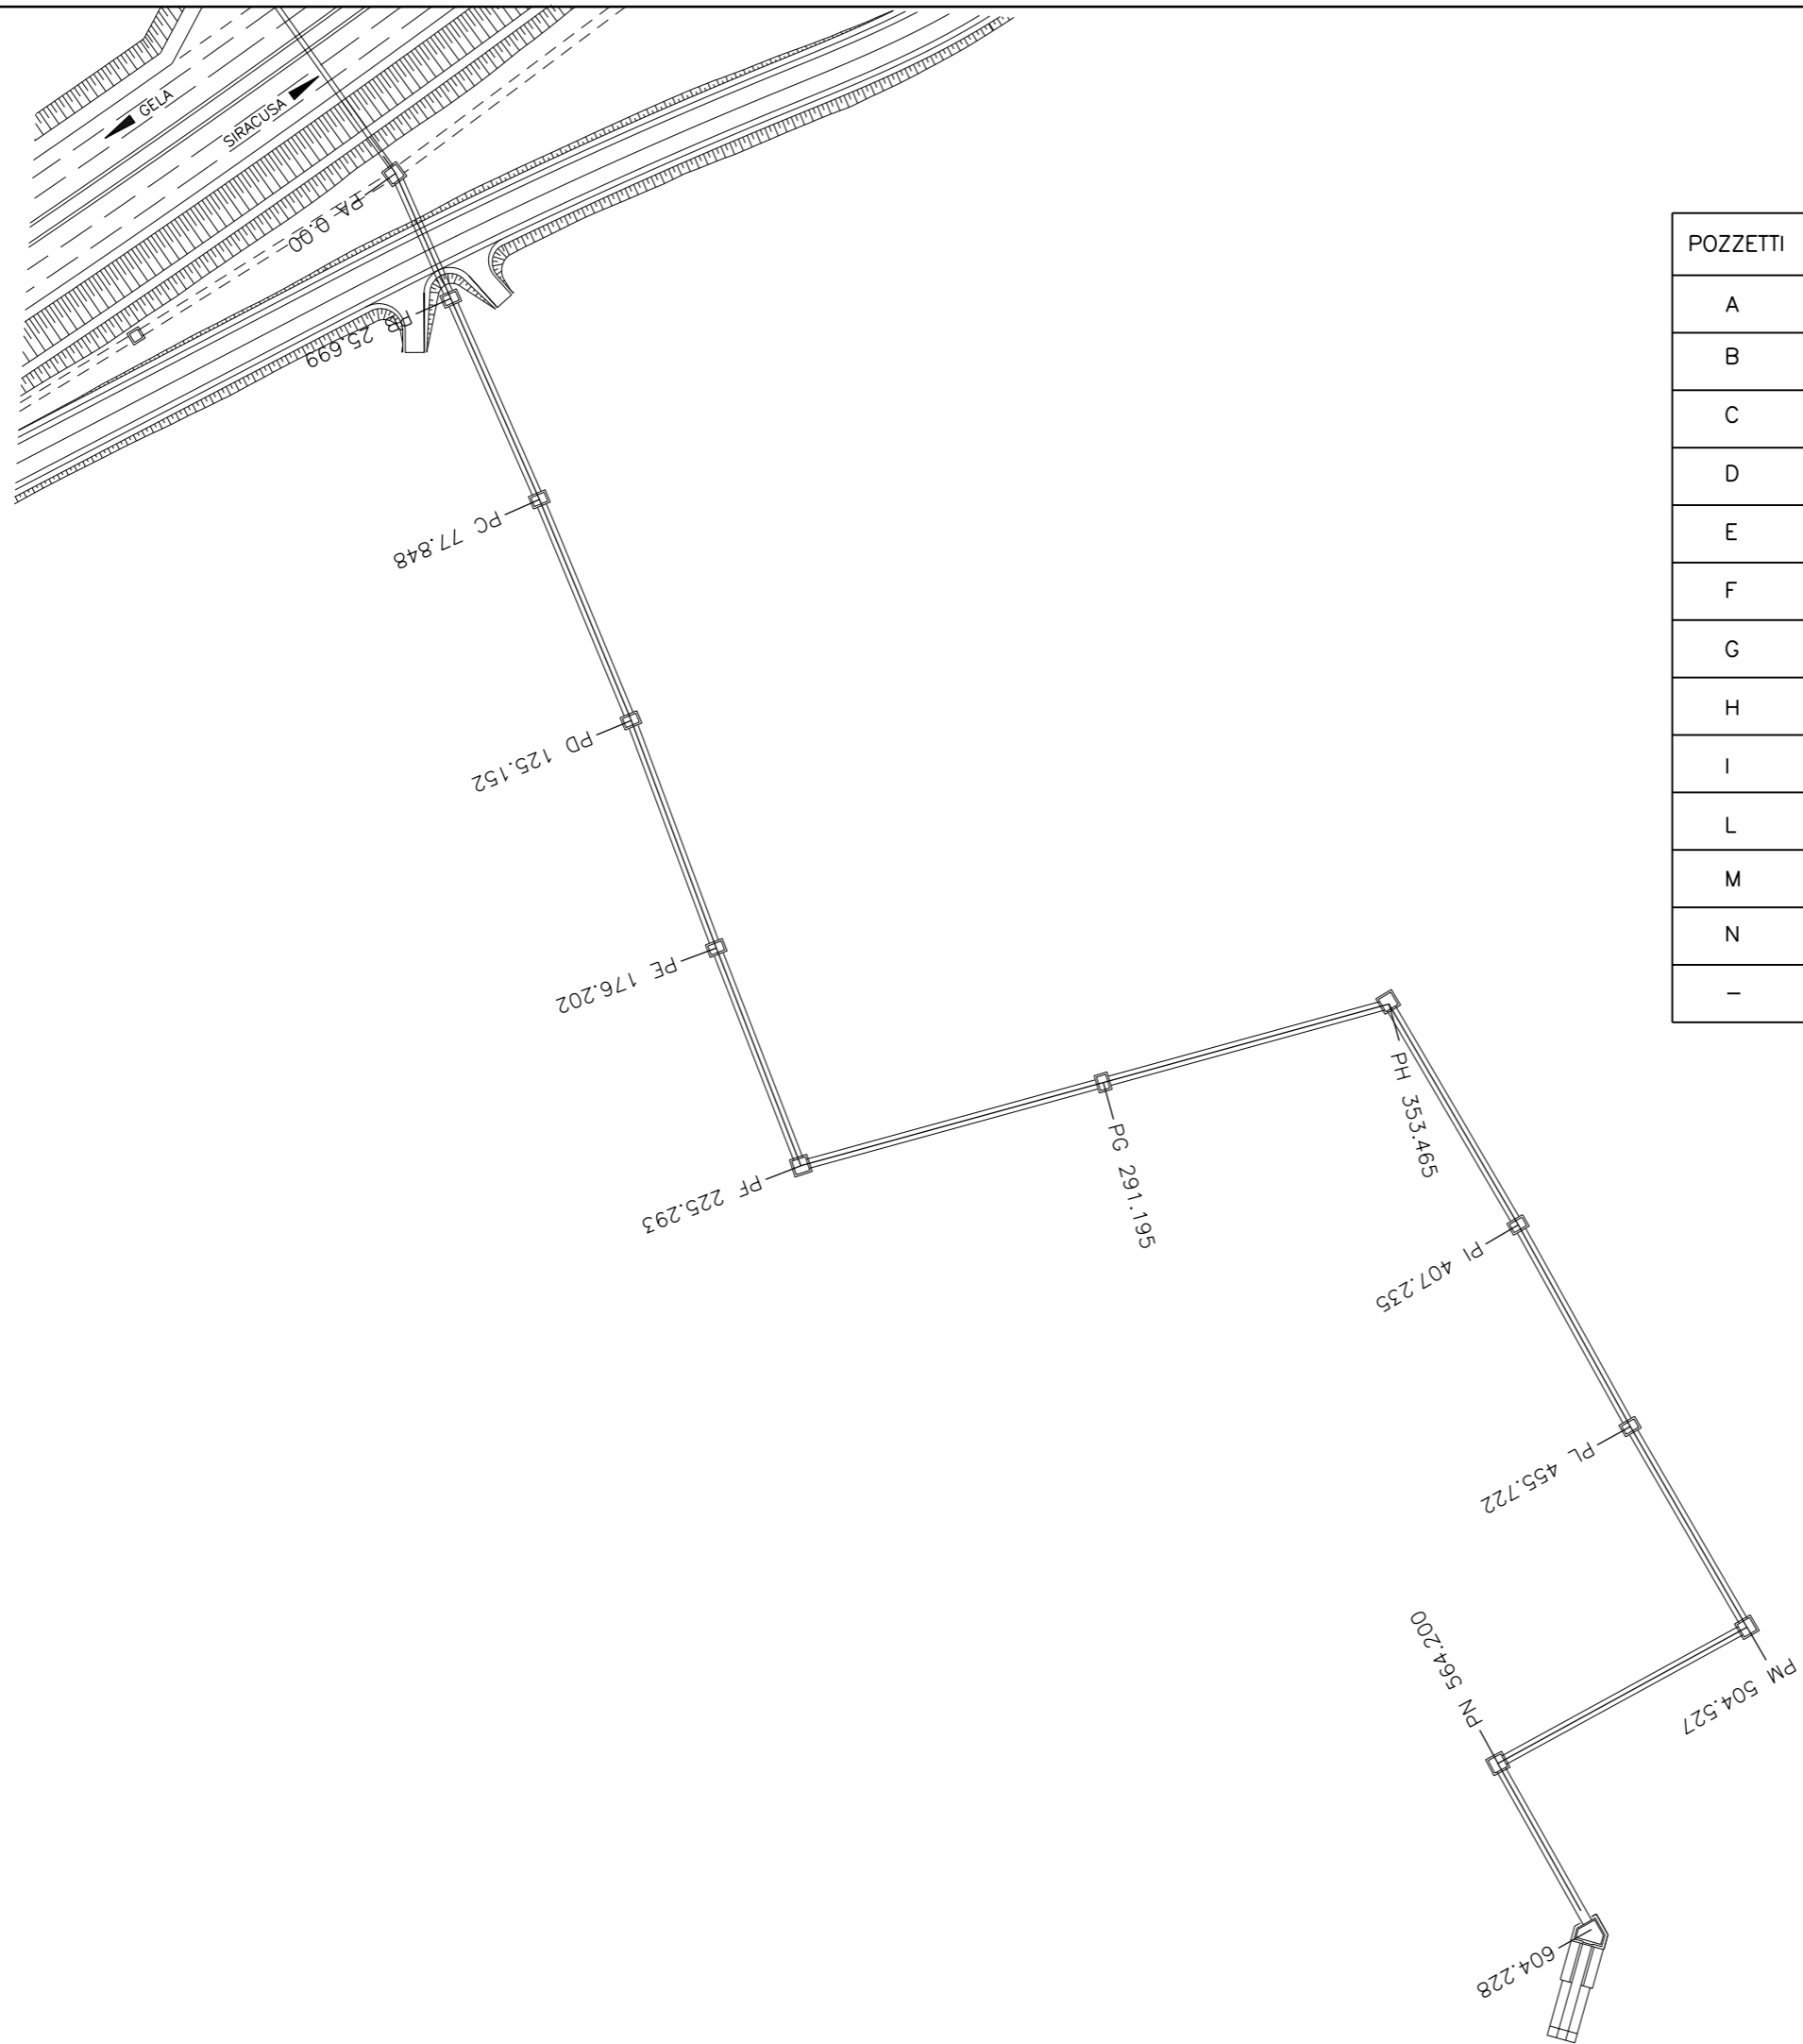 GELA
SIRACUSA
PA 0.00
PB 25.699
PC 77.848
PD 125.152
PE 176.202
PF 225.293
PG 291.195
PH 353.465
PI 407.235
PL 455.722
PM 504.527
PN 564.200
604.228
POZZETTI
A
B
C
D
E
F
G
H
I
L
M
N
–